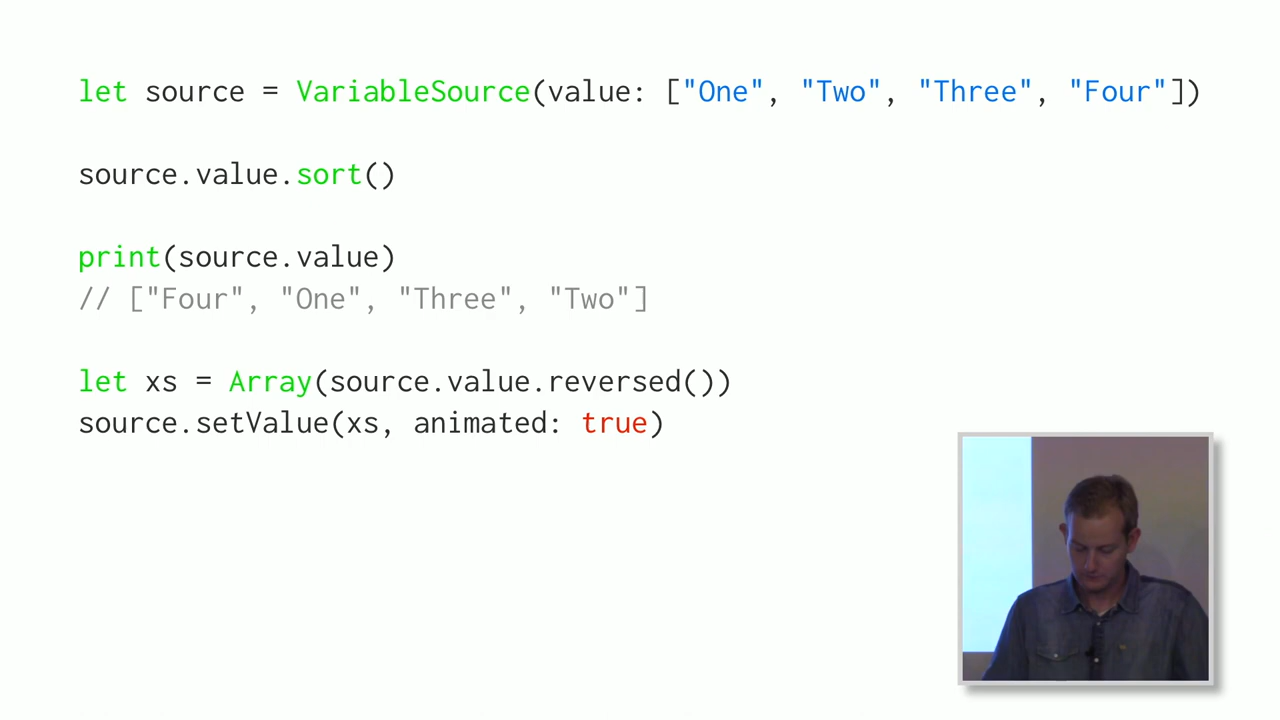 let source = VariableSource(value: ["One", "Two", "Three", "Four"])
source.value.sort()
print(source.value)
// ["Four", "One", "Three", "Two"]
let xs = Array(source.value.reversed())
source.setValue(xs, animated: true)